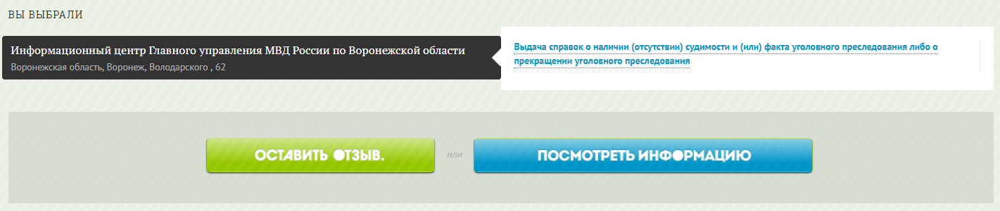 ВЫ ВЫБРАЛИ
Информационный центр Главного управления МВД России по Воронежской области
Воронежская область, Воронеж, Володарского , 62
Выдача справок о наличии (отсутствии) судимости и (или) факта уголовного преследования либо о
прекращении уголовного преследования
ОСТАВИТЬ ОТЗЫВ.
или
ПОСМОТРЕТЬ ИНФОРМАЦИЮ